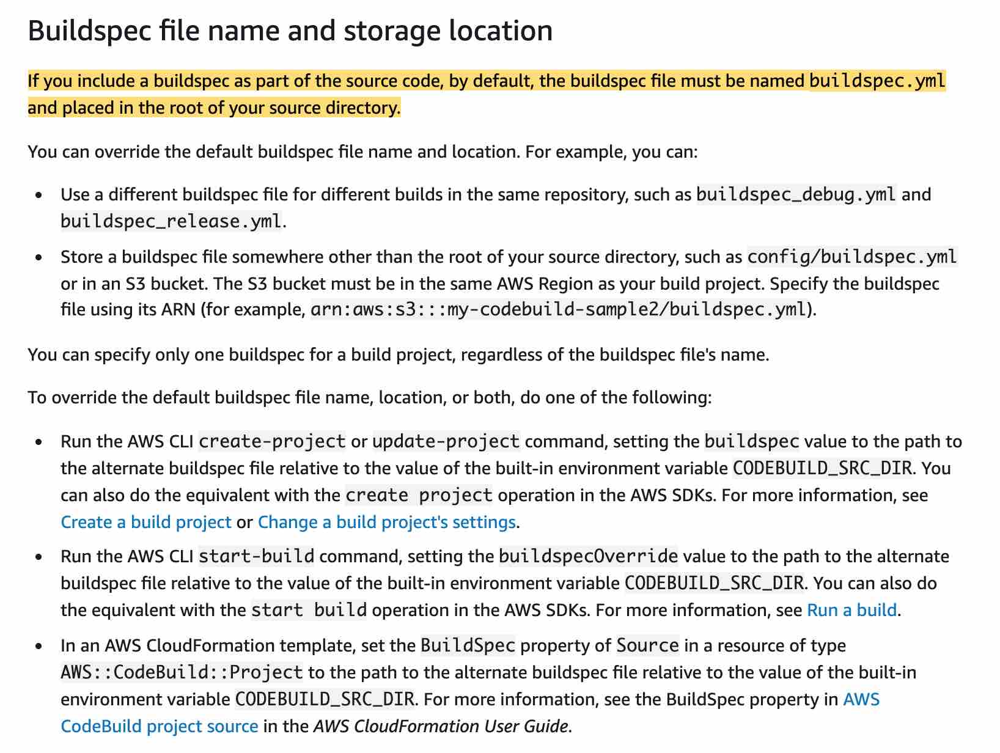 Buildspec file name and storage location
If you include a buildspec as part of the source code, by default, the buildspec file must be named buildspec.yml
and placed in the root of your source directory.
You can override the default buildspec file name and location. For example, you can:
• Use a different buildspec file for different builds in the same repository, such as buildspec_debug.yml and
buildspec_release.yml.
• Store a buildspec file somewhere other than the root of your source directory, such as config/buildspec.yml
or in an S3 bucket. The S3 bucket must be in the same AWS Region as your build project. Specify the buildspec
file using its ARN (for example, arn:aws:s3:::my-codebuild-sample2/buildspec.yml).
You can specify only one buildspec for a build project, regardless of the buildspec file's name.
To override the default buildspec file name, location, or both, do one of the following:
• Run the AWS CLI create-project or update-project command, setting the buildspec value to the path to
the alternate buildspec file relative to the value of the built-in environment variable CODEBUILD_SRC_DIR. You
can also do the equivalent with the create project operation in the AWS SDKs. For more information, see
Create a build project or Change a build project's settings.
• Run the AWS CLI start-build command, setting the buildspecOverride value to the path to the alternate
buildspec file relative to the value of the built-in environment variable CODEBUILD_SRC_DIR. You can also do
the equivalent with the start build operation in the AWS SDKs. For more information, see Run a build.
• In an AWS CloudFormation template, set the BuildSpec property of Source in a resource of type
AWS::CodeBuild::Project to the path to the alternate buildspec file relative to the value of the built-in
environment variable CODEBUILD_SRC_DIR. For more information, see the BuildSpec property in AWS
CodeBuild project source in the AWS CloudFormation User Guide.